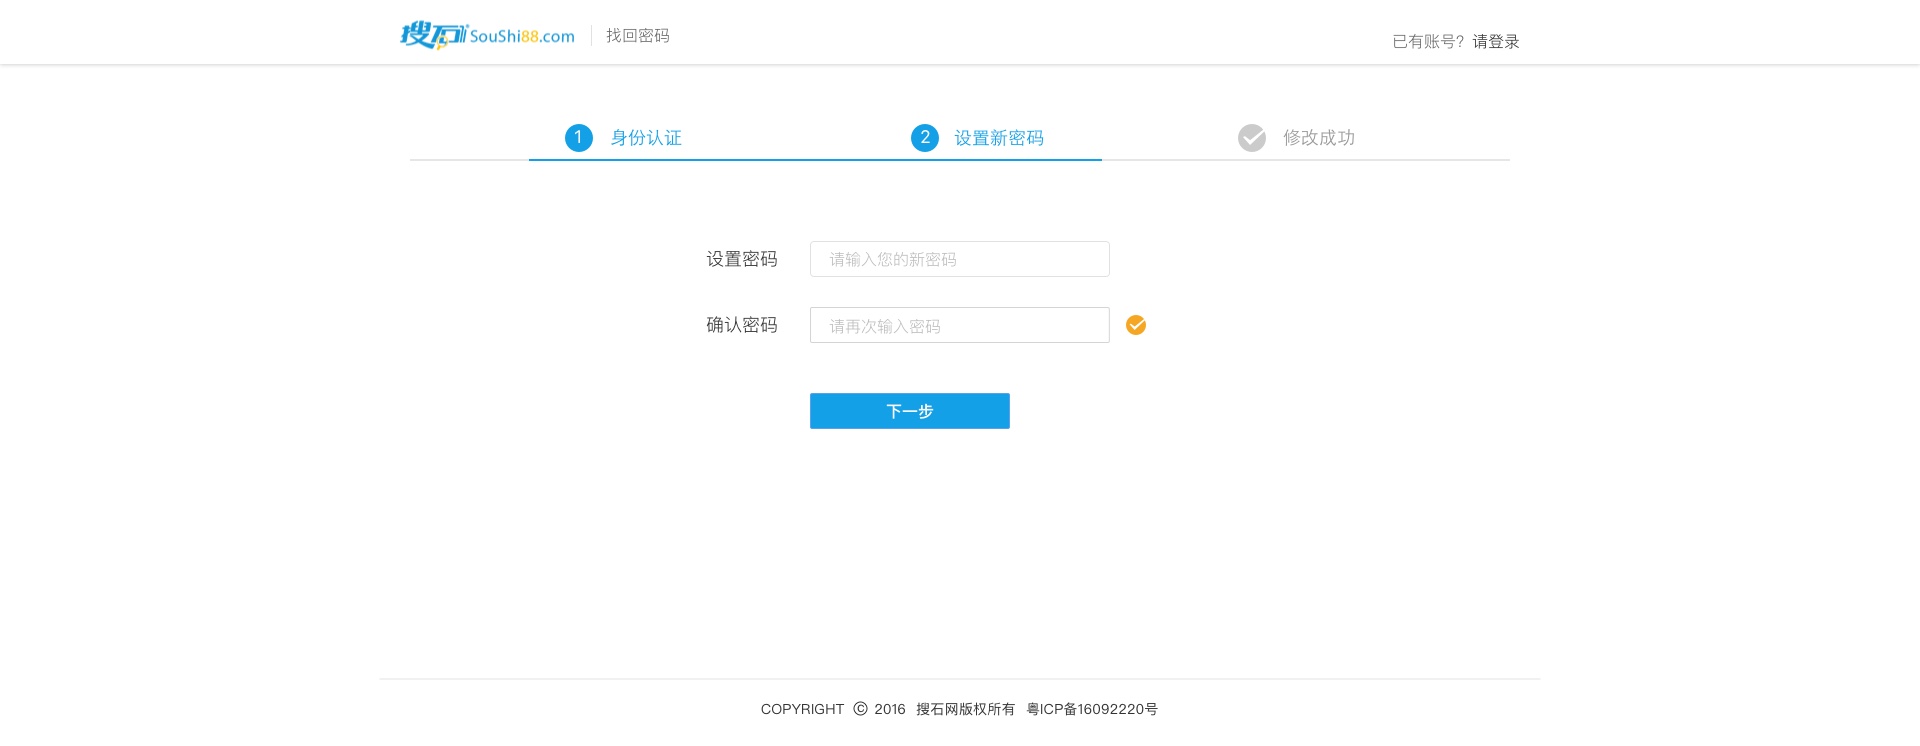 搜石 SouShi88.com 找回密码 已有账号? 请登录
1 身份认证 2 设置新密码 修改成功
设置密码 请输入您的新密码
确认密码 请再次输入密码
下一步
COPYRIGHT © 2016 搜石网版权所有 粤ICP备16092220号